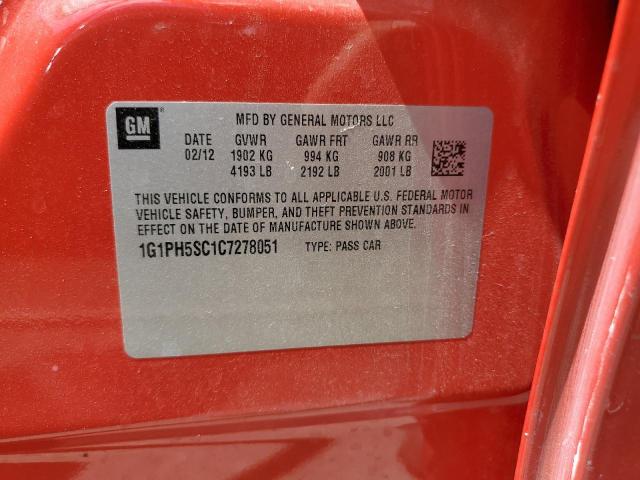 GM ®
MFD BY GENERAL MOTORS LLC
DATE GVWR GAWR FRT GAWR RR
02/12 1902 KG 994 KG 908 KG
4193 LB 2192 LB 2001 LB
THIS VEHICLE CONFORMS TO ALL APPLICABLE U.S. FEDERAL MOTOR
VEHICLE SAFETY, BUMPER, AND THEFT PREVENTION STANDARDS IN
EFFECT ON THE DATE OF MANUFACTURE SHOWN ABOVE.
1G1PH5SC1C7278051 TYPE: PASS CAR